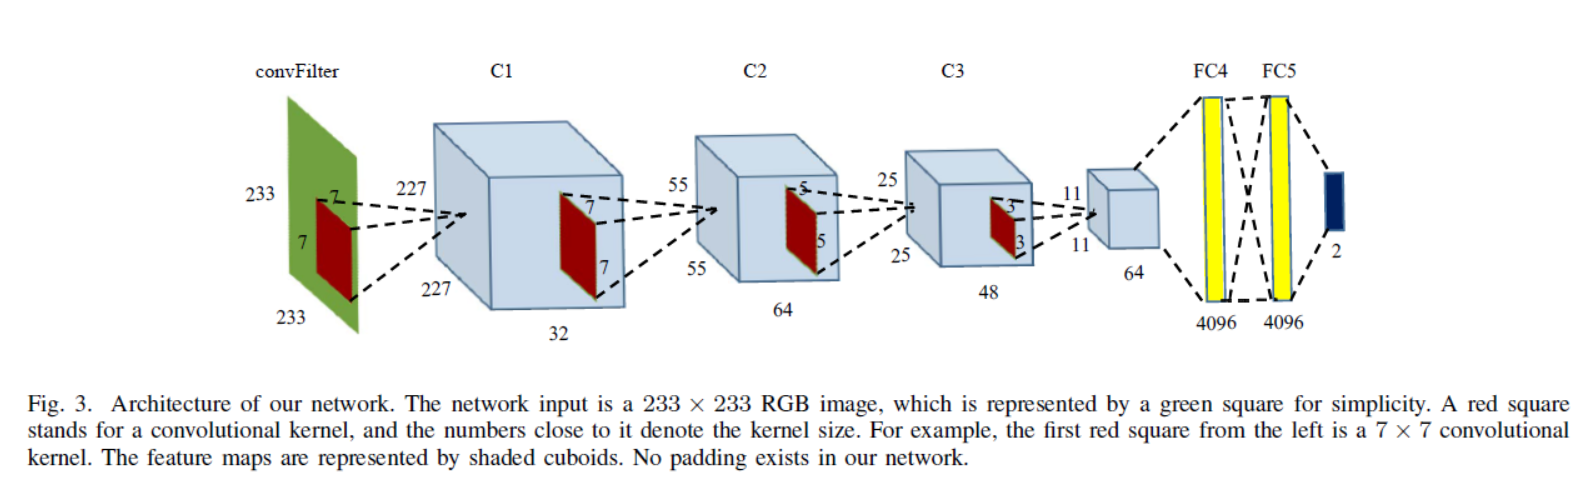 convFilter C1 C2 C3 FC4 FC5
233 7 7 233
227 227 7 7 32
55 55 5 5 64
25 25 3 3 48
11 11 64
4096 4096 2
Fig. 3. Architecture of our network. The network input is a 233 × 233 RGB image, which is represented by a green square for simplicity. A red square
stands for a convolutional kernel, and the numbers close to it denote the kernel size. For example, the first red square from the left is a 7 × 7 convolutional
kernel. The feature maps are represented by shaded cuboids. No padding exists in our network.